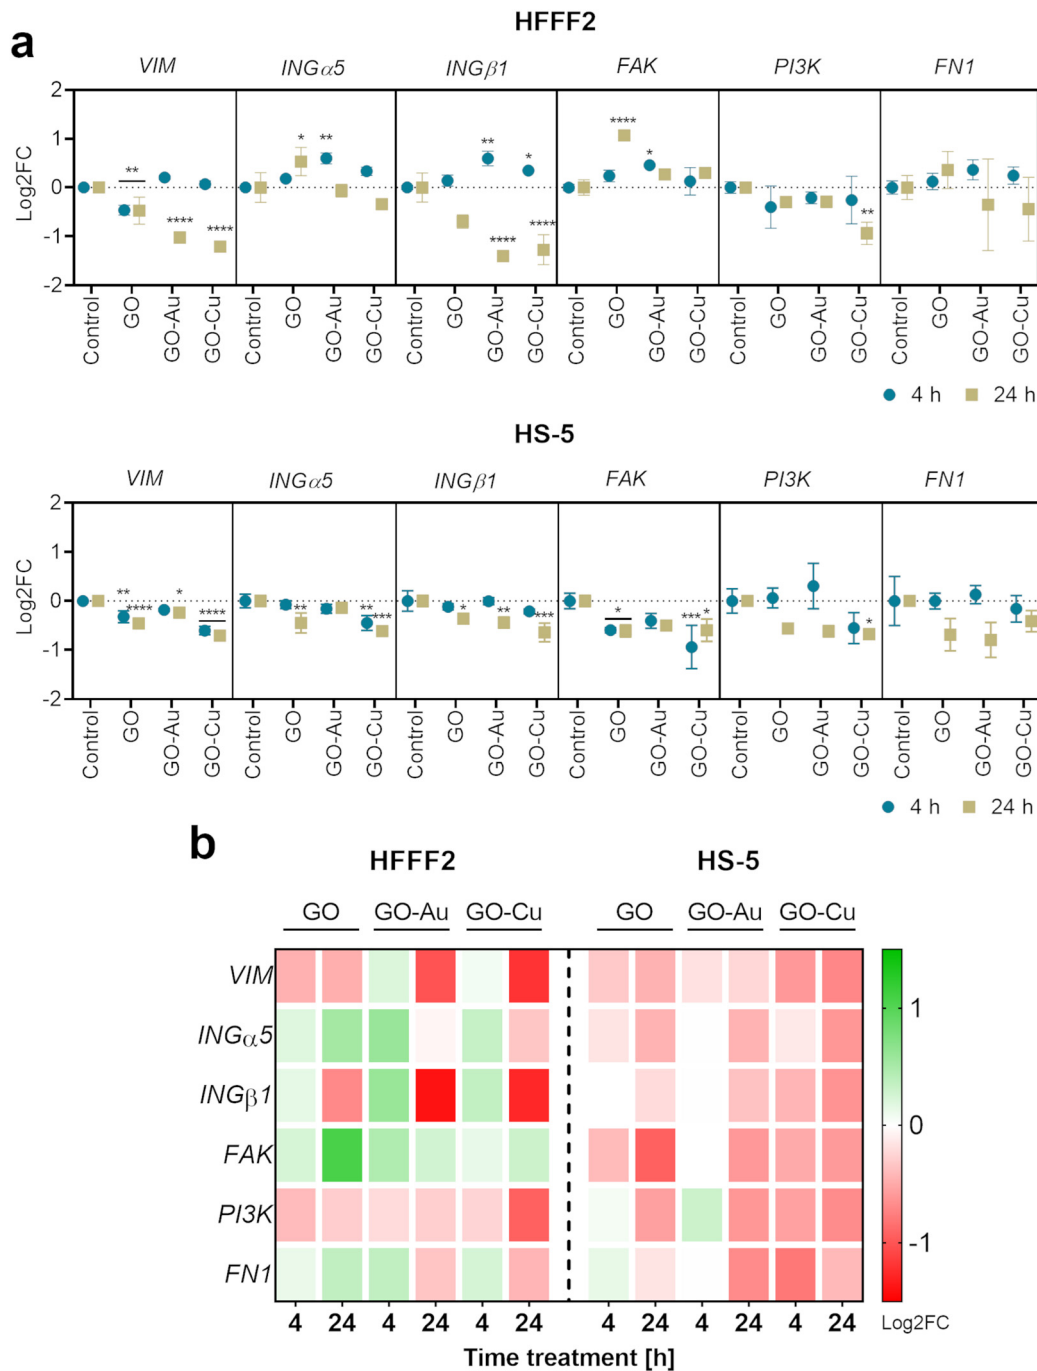 a
HFFF2
VIM INGα5 INGβ1 FAK PI3K FN1
Log2FC
2
1
0
-1
-2
** **** ****
* **
** **** * ****
**** *
**
Control GO GO-Au GO-Cu Control GO GO-Au GO-Cu Control GO GO-Au GO-Cu Control GO GO-Au GO-Cu Control GO GO-Au GO-Cu Control GO GO-Au GO-Cu
4 h 24 h
HS-5
VIM INGα5 INGβ1 FAK PI3K FN1
Log2FC
2
1
0
-1
-2
** **** * ****
** ** ***
* ** ***
* *** *
*
Control GO GO-Au GO-Cu Control GO GO-Au GO-Cu Control GO GO-Au GO-Cu Control GO GO-Au GO-Cu Control GO GO-Au GO-Cu Control GO GO-Au GO-Cu
4 h 24 h
b
HFFF2 HS-5
GO GO-Au GO-Cu GO GO-Au GO-Cu
VIM
INGα5
INGβ1
FAK
PI3K
FN1
1
0
-1
Log2FC
4 24 4 24 4 24 4 24 4 24 4 24
Time treatment [h]